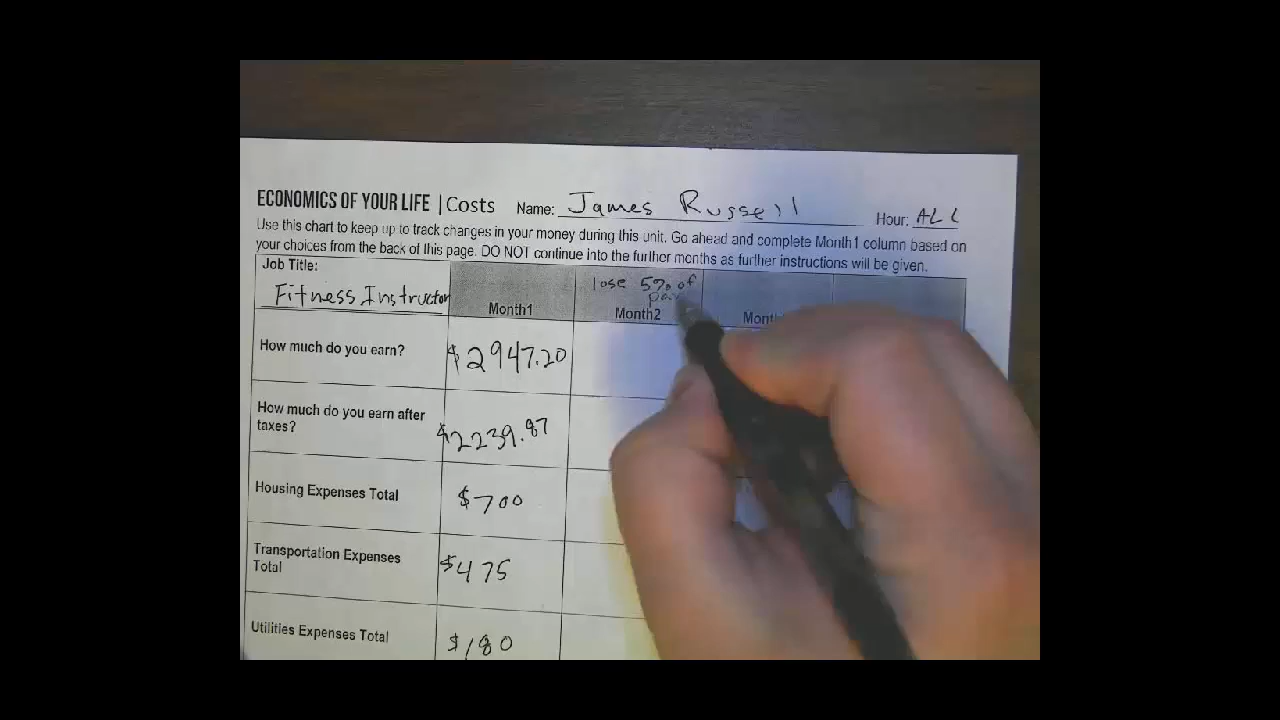 ECONOMICS OF YOUR LIFE | Costs Name: James Russell Hour: ALL
Use this chart to keep up to track changes in your money during this unit. Go ahead and complete Month1 column based on
your choices from the back of this page. DO NOT continue into the further months as further instructions will be given.
Job Title:
Fitness Instructor
Month1
lose 5% of
Month2
Month
How much do you earn?
$2947.20
How much do you earn after
taxes?
$2239.87
Housing Expenses Total
$700
Transportation Expenses
Total
$475
Utilities Expenses Total
$180